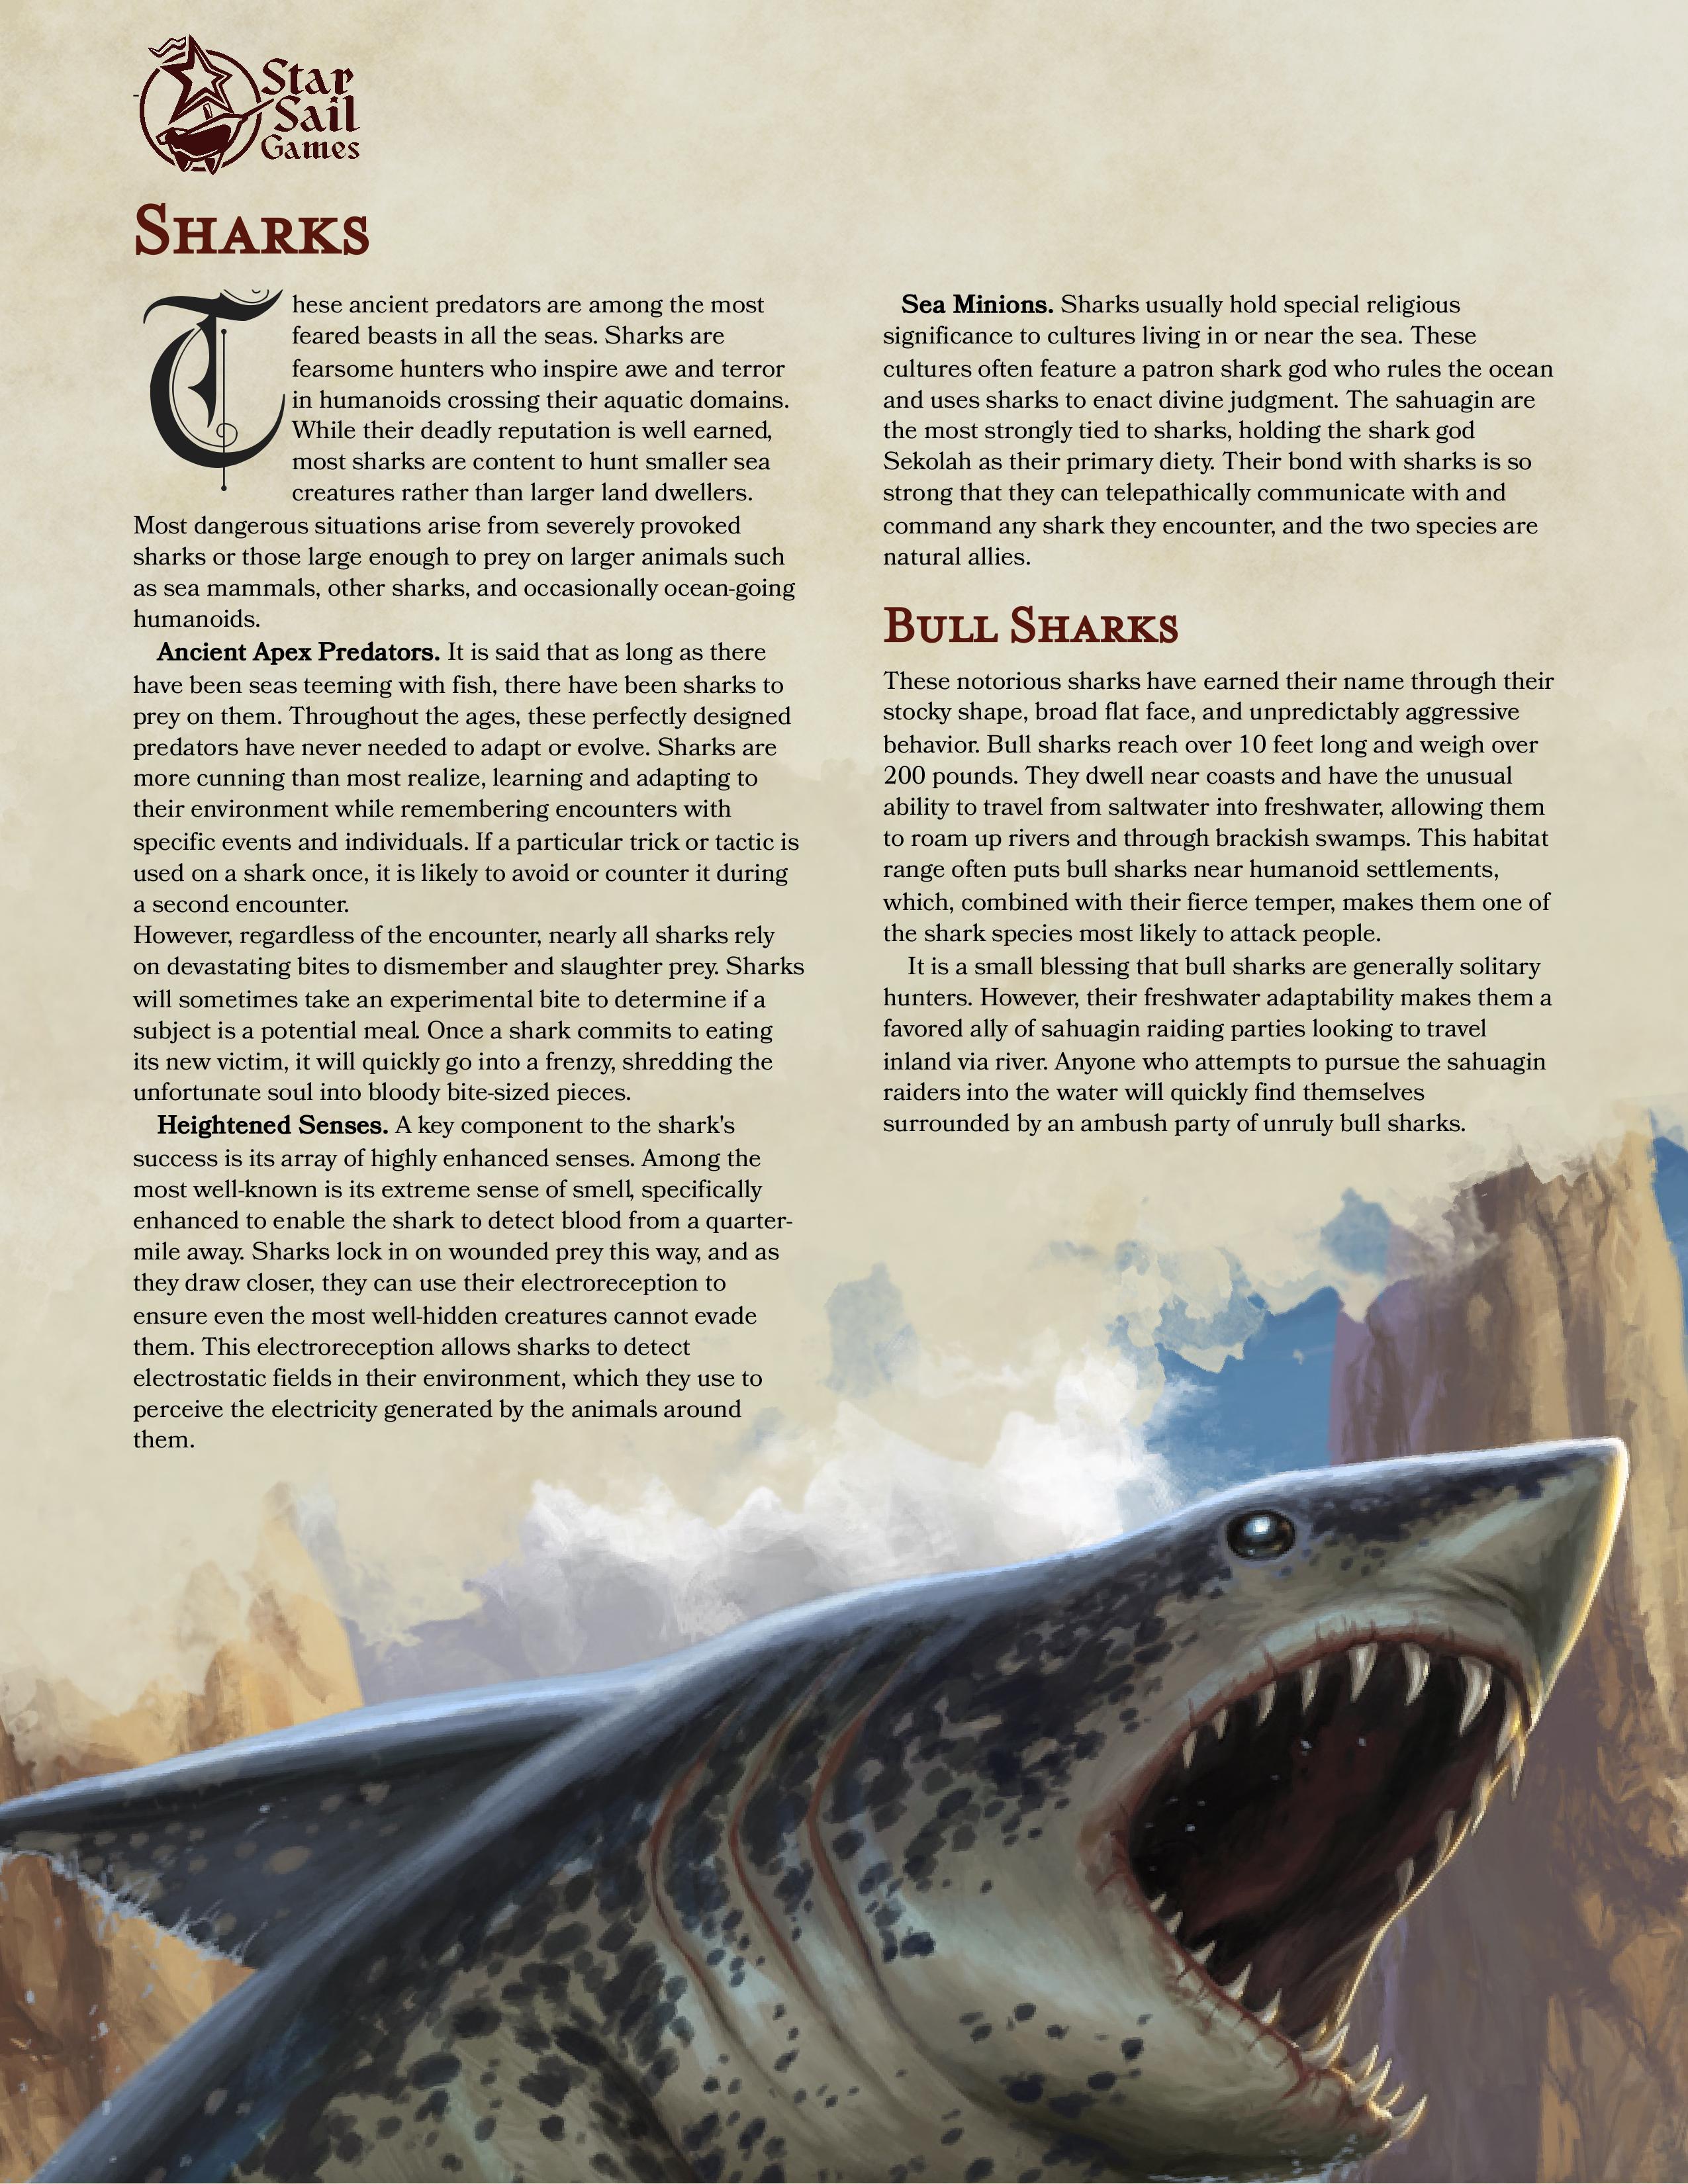 Star
Sail
Games
Sharks
These ancient predators are among the most
feared beasts in all the seas. Sharks are
fearsome hunters who inspire awe and terror
in humanoids crossing their aquatic domains.
While their deadly reputation is well earned,
most sharks are content to hunt smaller sea
creatures rather than larger land dwellers.
Most dangerous situations arise from severely provoked
sharks or those large enough to prey on larger animals such
as sea mammals, other sharks, and occasionally ocean-going
humanoids.
Ancient Apex Predators. It is said that as long as there
have been seas teeming with fish, there have been sharks to
prey on them. Throughout the ages, these perfectly designed
predators have never needed to adapt or evolve. Sharks are
more cunning than most realize, learning and adapting to
their environment while remembering encounters with
specific events and individuals. If a particular trick or tactic is
used on a shark once, it is likely to avoid or counter it during
a second encounter.
However, regardless of the encounter, nearly all sharks rely
on devastating bites to dismember and slaughter prey. Sharks
will sometimes take an experimental bite to determine if a
subject is a potential meal. Once a shark commits to eating
its new victim, it will quickly go into a frenzy, shredding the
unfortunate soul into bloody bite-sized pieces.
Heightened Senses. A key component to the shark's
success is its array of highly enhanced senses. Among the
most well-known is its extreme sense of smell, specifically
enhanced to enable the shark to detect blood from a quarter-
mile away. Sharks lock in on wounded prey this way, and as
they draw closer, they can use their electroreception to
ensure even the most well-hidden creatures cannot evade
them. This electroreception allows sharks to detect
electrostatic fields in their environment, which they use to
perceive the electricity generated by the animals around
them.
Sea Minions. Sharks usually hold special religious
significance to cultures living in or near the sea. These
cultures often feature a patron shark god who rules the ocean
and uses sharks to enact divine judgment. The sahuagin are
the most strongly tied to sharks, holding the shark god
Sekolah as their primary diety. Their bond with sharks is so
strong that they can telepathically communicate with and
command any shark they encounter, and the two species are
natural allies.
Bull Sharks
These notorious sharks have earned their name through their
stocky shape, broad flat face, and unpredictably aggressive
behavior. Bull sharks reach over 10 feet long and weigh over
200 pounds. They dwell near coasts and have the unusual
ability to travel from saltwater into freshwater, allowing them
to roam up rivers and through brackish swamps. This habitat
range often puts bull sharks near humanoid settlements,
which, combined with their fierce temper, makes them one of
the shark species most likely to attack people.
It is a small blessing that bull sharks are generally solitary
hunters. However, their freshwater adaptability makes them a
favored ally of sahuagin raiding parties looking to travel
inland via river. Anyone who attempts to pursue the sahuagin
raiders into the water will quickly find themselves
surrounded by an ambush party of unruly bull sharks.